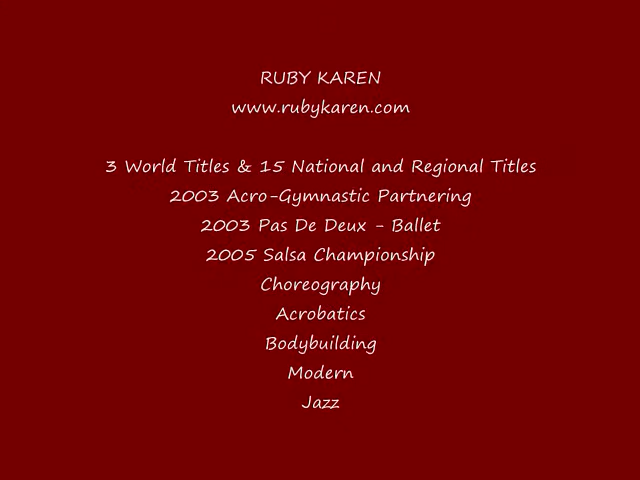 RUBY KAREN
www.rubykaren.com
3 World Titles & 15 National and Regional Titles
2003 Acro-Gymnastic Partnering
2003 Pas De Deux - Ballet
2005 Salsa Championship
Choreography
Acrobatics
Bodybuilding
Modern
Jazz